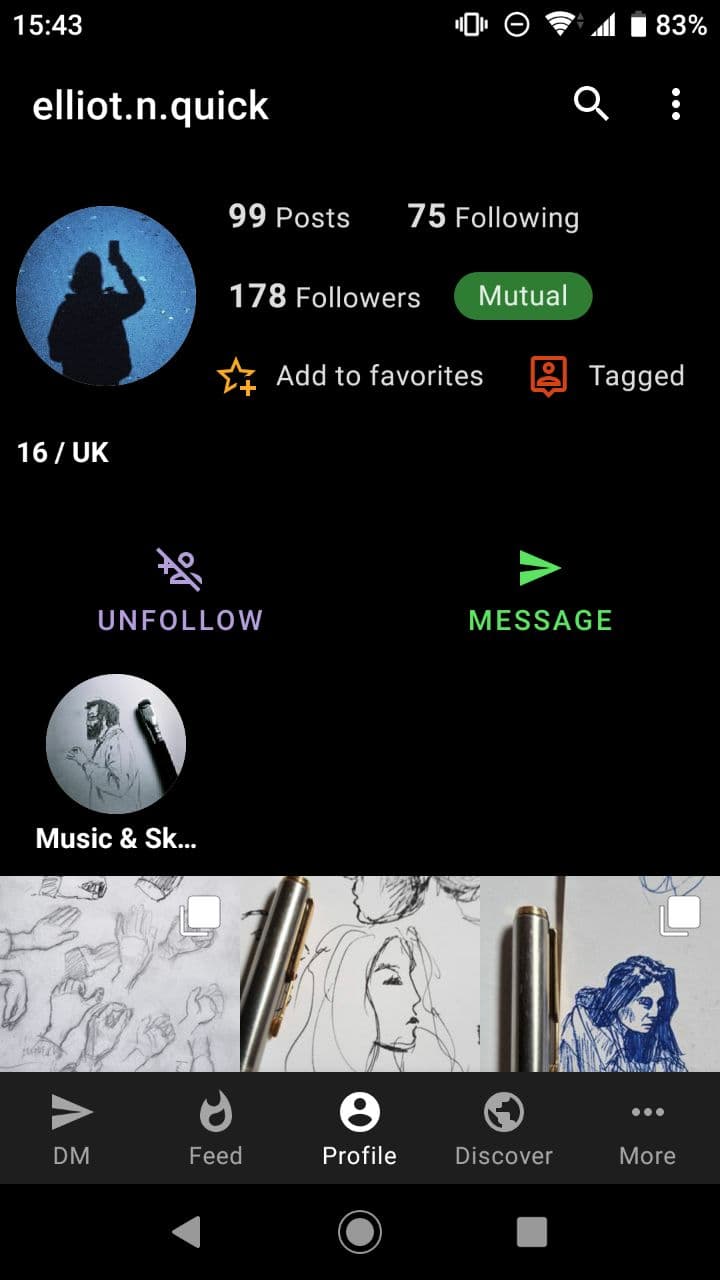 15:43 83%
elliot.n.quick
99 Posts 75 Following
178 Followers Mutual
Add to favorites Tagged
16 / UK
UNFOLLOW MESSAGE
Music & Sk...
DM Feed Profile Discover More